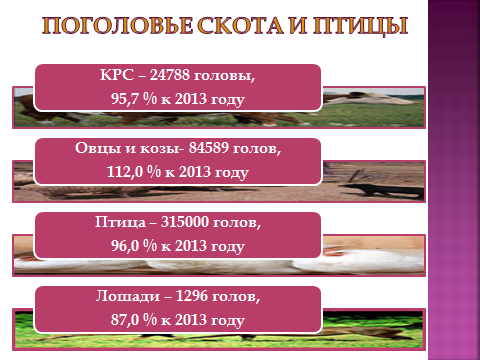 ПОГОЛОВЬЕ СКОТА И ПТИЦЫ
КРС – 24788 головы,
95,7 % к 2013 году
Овцы и козы- 84589 голов,
112,0 % к 2013 году
Птица – 315000 голов,
96,0 % к 2013 году
Лошади – 1296 голов,
87,0 % к 2013 году